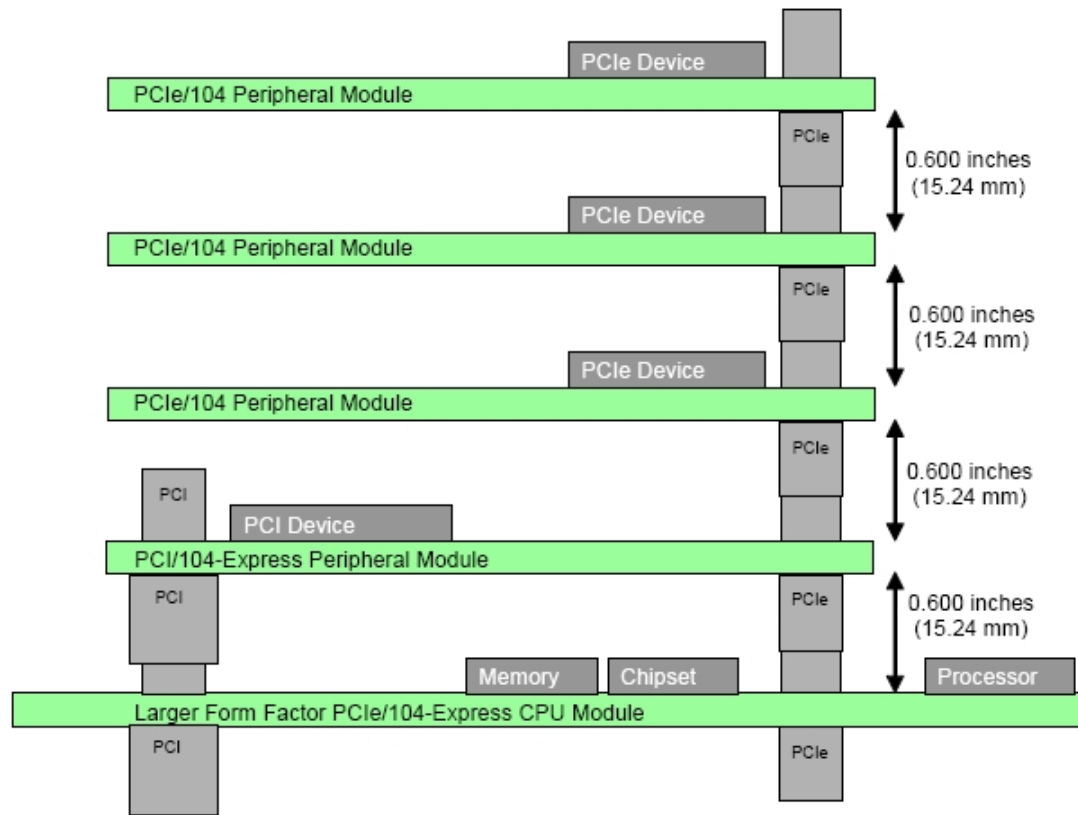 PCIe Device
PCIe/104 Peripheral Module
PCIe
0.600 inches
(15.24 mm)
PCIe Device
PCIe/104 Peripheral Module
PCIe
0.600 inches
(15.24 mm)
PCIe Device
PCIe/104 Peripheral Module
PCIe
0.600 inches
(15.24 mm)
PCI
PCI Device
PCI/104-Express Peripheral Module
PCI
PCIe
0.600 inches
(15.24 mm)
Memory
Chipset
Processor
Larger Form Factor PCIe/104-Express CPU Module
PCI
PCIe